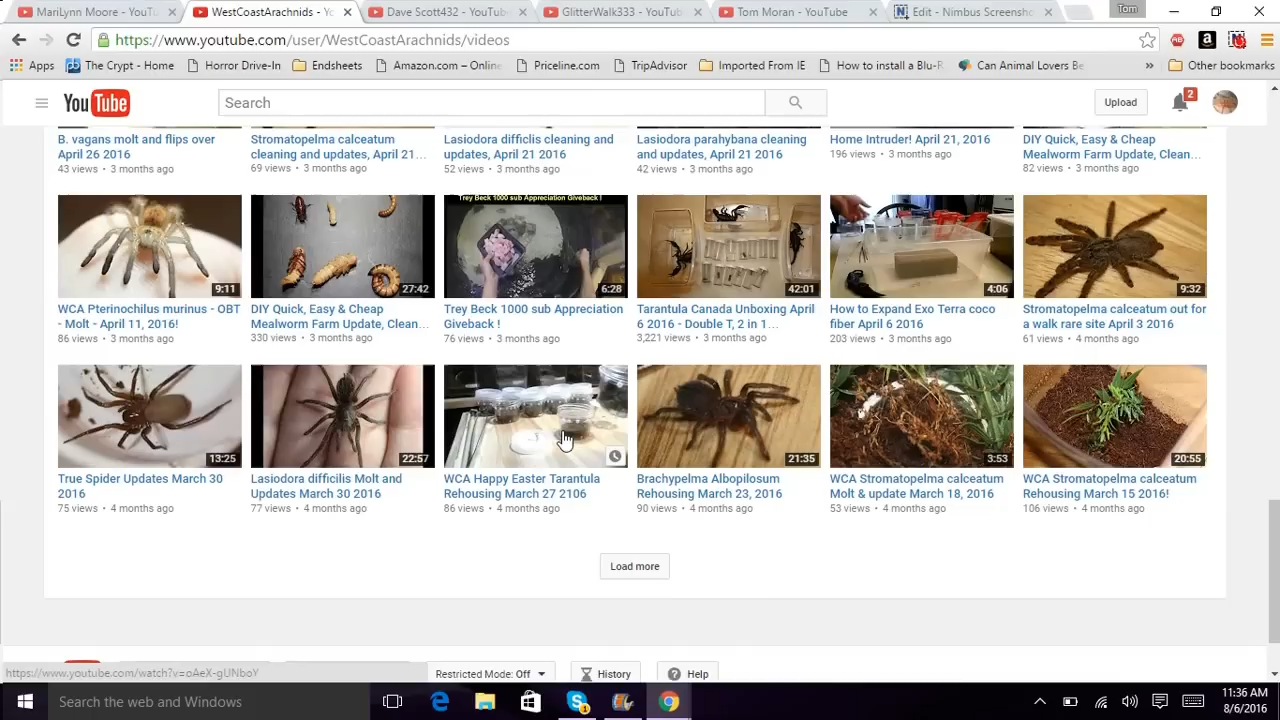 MariLynn Moore - YouTu
WestCoastArachnids - Yo
Dave Scott432 - YouTube
GlitterWalk333 - YouTub
Tom Moran - YouTube
Edit - Nimbus Screensho
Tom
https://www.youtube.com/user/WestCoastArachnids/videos
Apps
The Crypt - Home
Horror Drive-In
Endsheets
Amazon.com – Online
Priceline.com
TripAdvisor
Imported From IE
How to install a Blu-R
Can Animal Lovers Be
»
Other bookmarks
YouTube
Search
Upload
2
B. vagans molt and flips over
April 26 2016
43 views • 3 months ago
Stromatopelma calceatum
cleaning and updates, April 21...
69 views • 3 months ago
Lasiodora difficlis cleaning and
updates, April 21 2016
52 views • 3 months ago
Lasiodora parahybana cleaning
and updates, April 21 2016
42 views • 3 months ago
Home Intruder! April 21, 2016
196 views • 3 months ago
DIY Quick, Easy & Cheap
Mealworm Farm Update, Clean...
82 views • 3 months ago
9:11
WCA Pterinochilus murinus - OBT
- Molt - April 11, 2016!
86 views • 3 months ago
27:42
DIY Quick, Easy & Cheap
Mealworm Farm Update, Clean...
330 views • 3 months ago
Trey Beck 1000 sub Appreciation Giveback !
6:28
Trey Beck 1000 sub Appreciation
Giveback !
76 views • 3 months ago
42:01
Tarantula Canada Unboxing April
6 2016 - Double T, 2 in 1...
3,221 views • 3 months ago
4:06
How to Expand Exo Terra coco
fiber April 6 2016
203 views • 3 months ago
9:32
Stromatopelma calceatum out for
a walk rare site April 3 2016
61 views • 4 months ago
13:25
True Spider Updates March 30
2016
75 views • 4 months ago
22:57
Lasiodora difficilis Molt and
Updates March 30 2016
77 views • 4 months ago
WCA Happy Easter Tarantula
Rehousing March 27 2106
86 views • 4 months ago
21:35
Brachypelma Albopilosum
Rehousing March 23, 2016
90 views • 4 months ago
3:53
WCA Stromatopelma calceatum
Molt & update March 18, 2016
53 views • 4 months ago
20:55
WCA Stromatopelma calceatum
Rehousing March 15 2016!
106 views • 4 months ago
Load more
https://www.youtube.com/watch?v=oAeX-gUNboY
Restricted Mode: Off
History
Help
Search the web and Windows
11:36 AM
8/6/2016